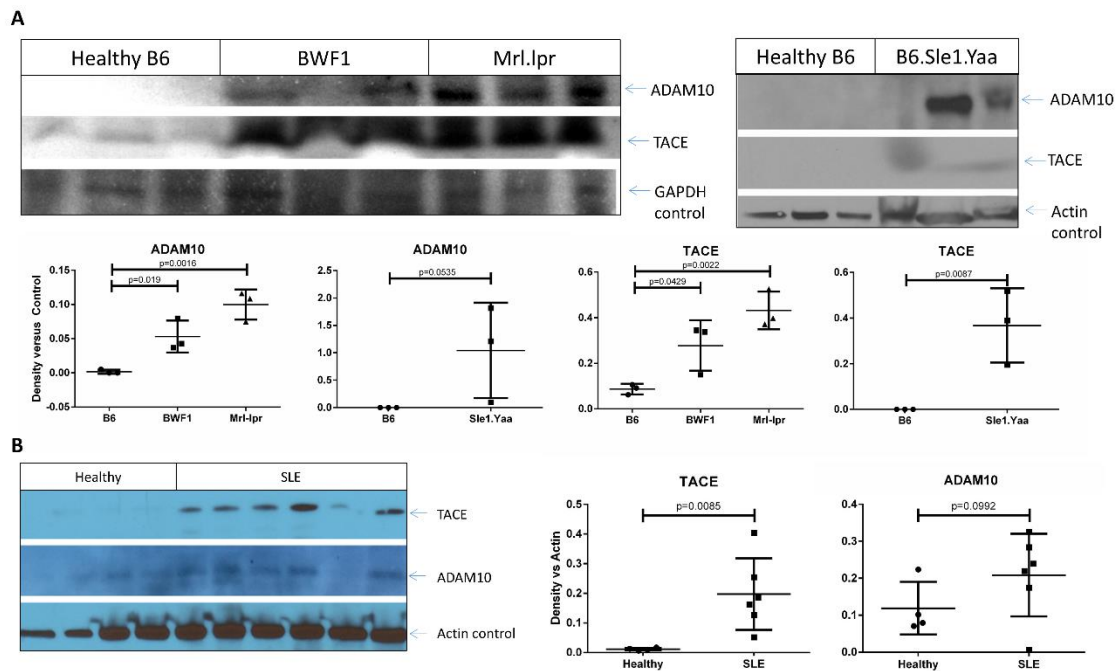 A
Healthy B6 BWF1 Mrl.lpr
ADAM10
TACE
GAPDH
control
Healthy B6 B6.Sle1.Yaa
ADAM10
TACE
Actin
control
ADAM10
p=0.0016
p=0.019
Density versus Control
0.15
0.10
0.05
0.00
-0.05
B6 BWF1 Mrl-lpr
ADAM10
p=0.0535
2.5
2.0
1.5
1.0
0.5
0.0
B6 Sle1.Yaa
TACE
p=0.0022
p=0.0429
0.6
0.4
0.2
0.0
B6 BWF1 Mrl-lpr
TACE
p=0.0087
0.6
0.4
0.2
0.0
B6 Sle1.Yaa
B
Healthy SLE
TACE
ADAM10
Actin control
TACE
p=0.0085
Density vs Actin
0.5
0.4
0.3
0.2
0.1
0.0
Healthy SLE
ADAM10
p=0.0992
0.4
0.3
0.2
0.1
0.0
Healthy SLE